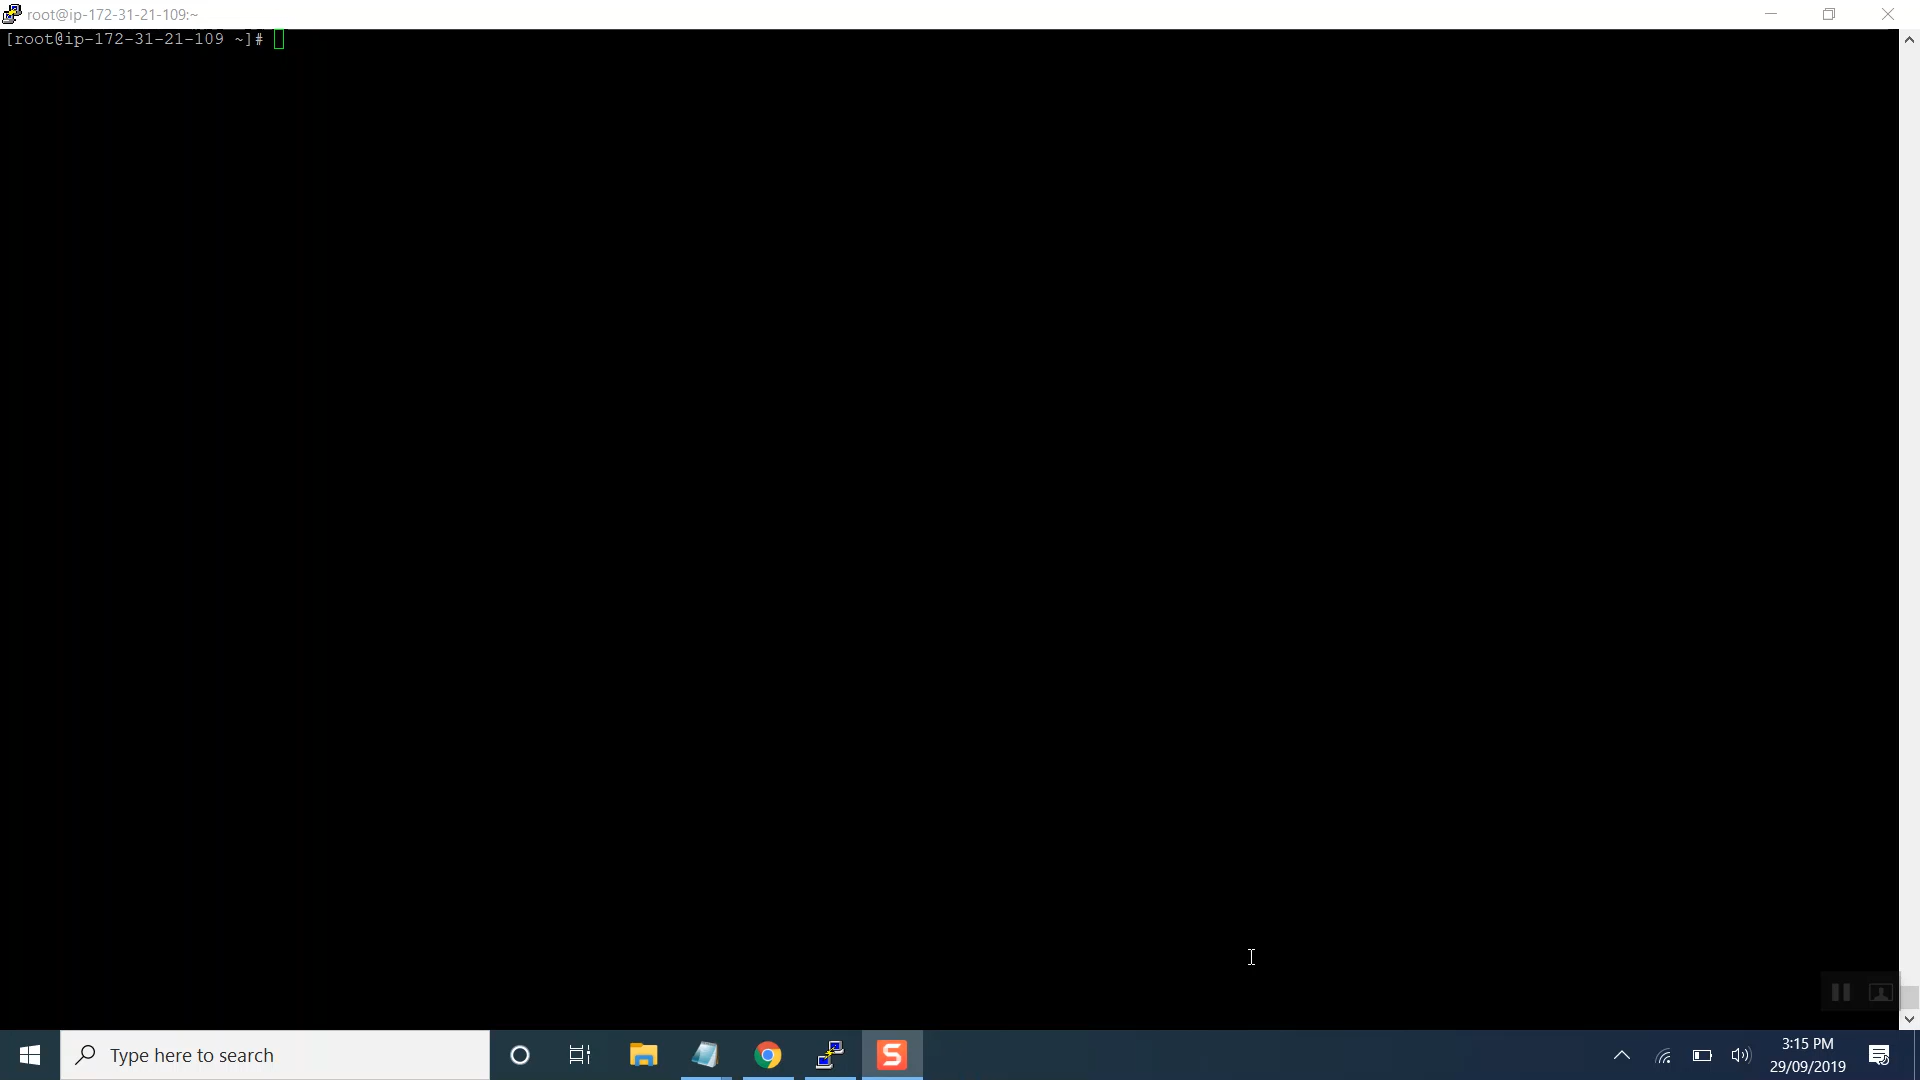 root@ip-172-31-21-109:~
[root@ip-172-31-21-109 ~]#
Type here to search
3:15 PM
29/09/2019